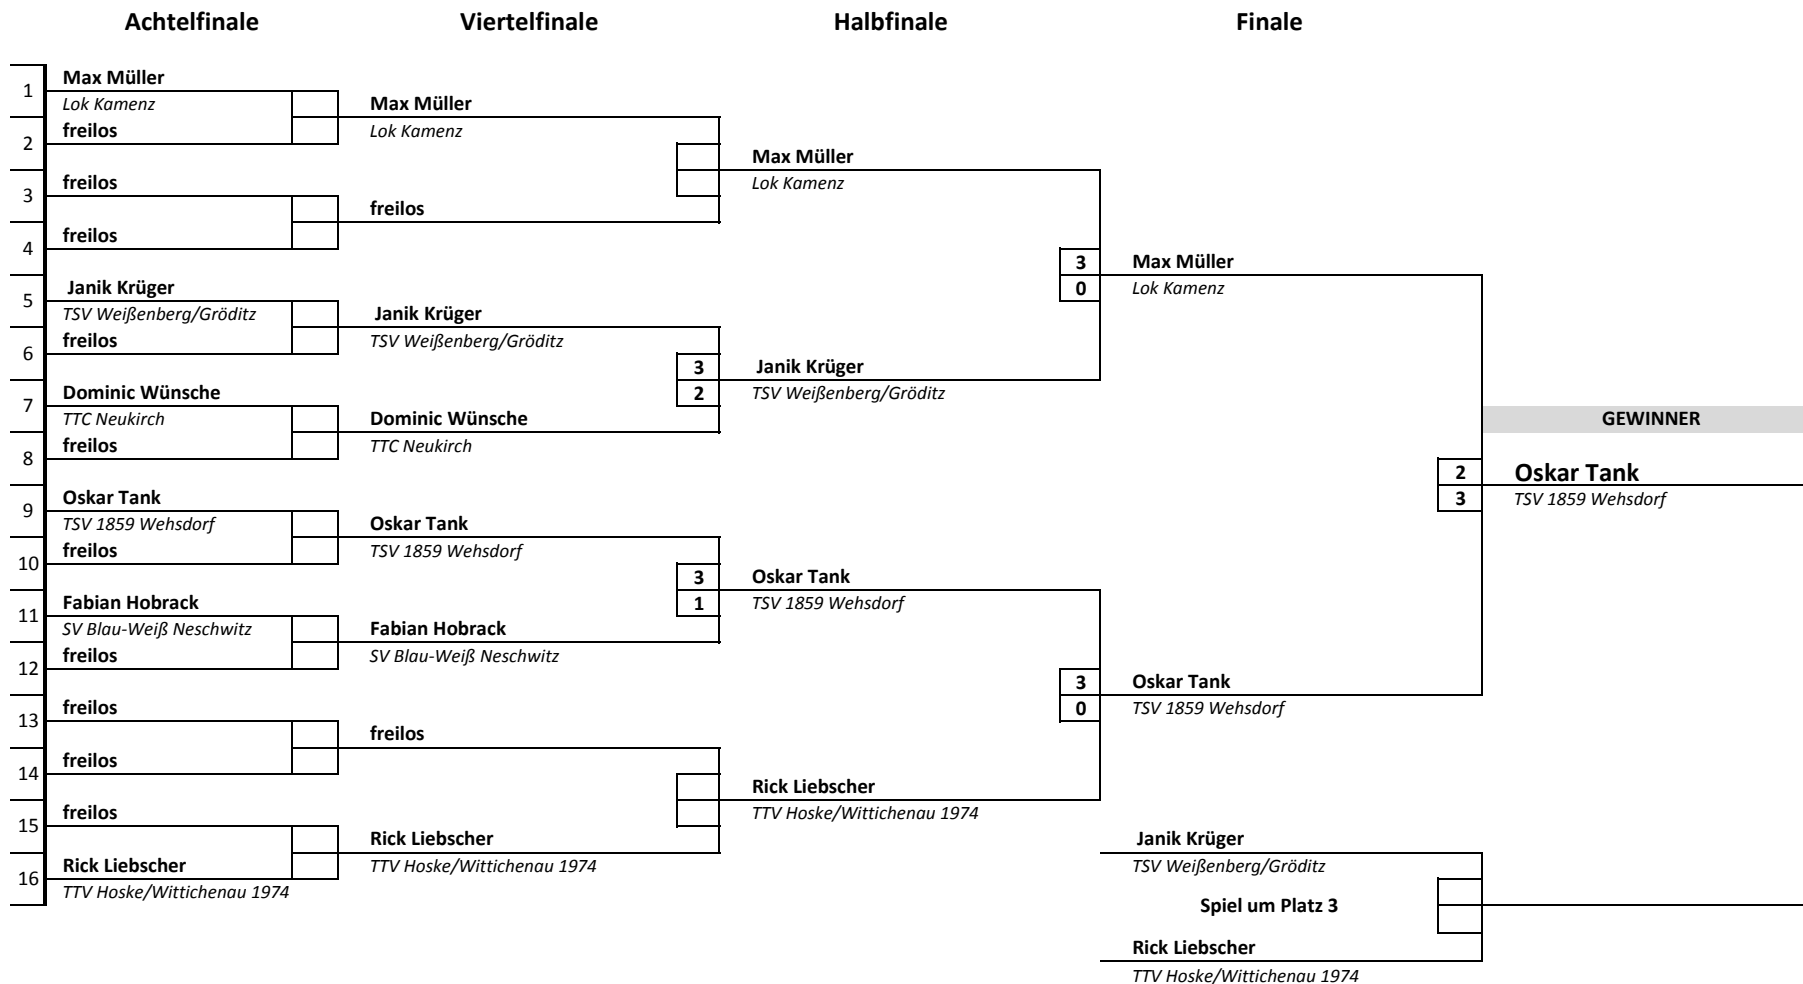 Achtelfinale
Viertelfinale
Halbfinale
Finale
1
Max Müller
Lok Kamenz
2
freilos
3
freilos
4
freilos
5
Janik Krüger
TSV Weißenberg/Gröditz
6
freilos
7
Dominic Wünsche
TTC Neukirch
8
freilos
9
Oskar Tank
TSV 1859 Wehsdorf
10
freilos
11
Fabian Hobrack
SV Blau-Weiß Neschwitz
12
freilos
13
freilos
14
freilos
15
freilos
16
Rick Liebscher
TTV Hoske/Wittichenau 1974
Max Müller
Lok Kamenz
freilos
Janik Krüger
TSV Weißenberg/Gröditz
3
2
Dominic Wünsche
TTC Neukirch
Oskar Tank
TSV 1859 Wehsdorf
3
1
Fabian Hobrack
SV Blau-Weiß Neschwitz
freilos
Rick Liebscher
TTV Hoske/Wittichenau 1974
Max Müller
Lok Kamenz
3
0
Janik Krüger
TSV Weißenberg/Gröditz
Oskar Tank
TSV 1859 Wehsdorf
3
0
Rick Liebscher
TTV Hoske/Wittichenau 1974
Max Müller
Lok Kamenz
2
3
Oskar Tank
TSV 1859 Wehsdorf
GEWINNER
Oskar Tank
TSV 1859 Wehsdorf
Janik Krüger
TSV Weißenberg/Gröditz
Spiel um Platz 3
Rick Liebscher
TTV Hoske/Wittichenau 1974